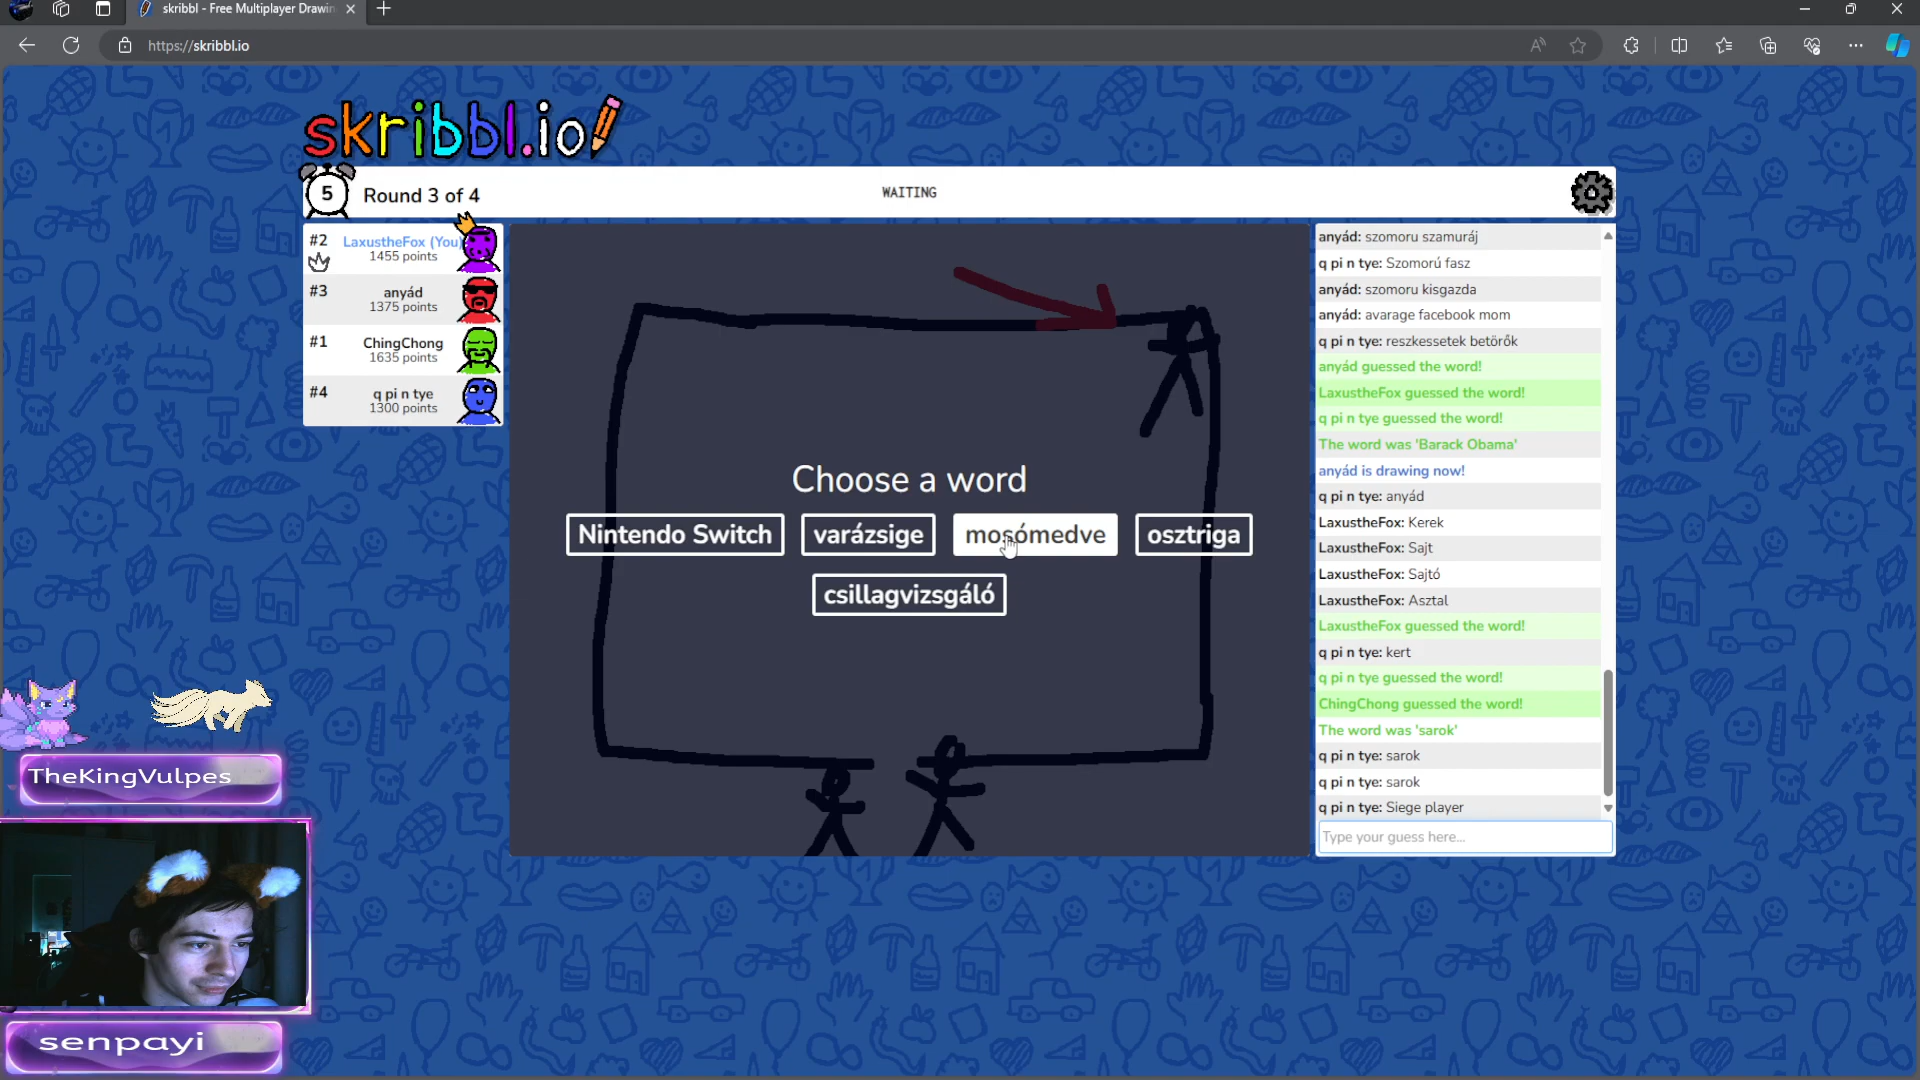 skribbl - Free Multiplayer Drawin
https://skribbl.io
skribbl.io
5
Round 3 of 4
WAITING
#2
LaxustheFox (You)
1455 points
#3
anyád
1375 points
#1
ChingChong
1635 points
#4
q pi n tye
1300 points
Choose a word
Nintendo Switch
varázsige
mosómedve
osztriga
csillagvizsgáló
anyád: szomoru szamuráj
q pi n tye: Szomorú fasz
anyád: szomoru kisgazda
anyád: avarage facebook mom
q pi n tye: reszkessetek betörők
anyád guessed the word!
LaxustheFox guessed the word!
q pi n tye guessed the word!
The word was 'Barack Obama'
anyád is drawing now!
q pi n tye: anyád
LaxustheFox: Kerek
LaxustheFox: Sajt
LaxustheFox: Sajtó
LaxustheFox: Asztal
LaxustheFox guessed the word!
q pi n tye: kert
q pi n tye guessed the word!
ChingChong guessed the word!
The word was 'sarok'
q pi n tye: sarok
q pi n tye: sarok
q pi n tye: Siege player
Type your guess here...
TheKingVulpes
senpayi